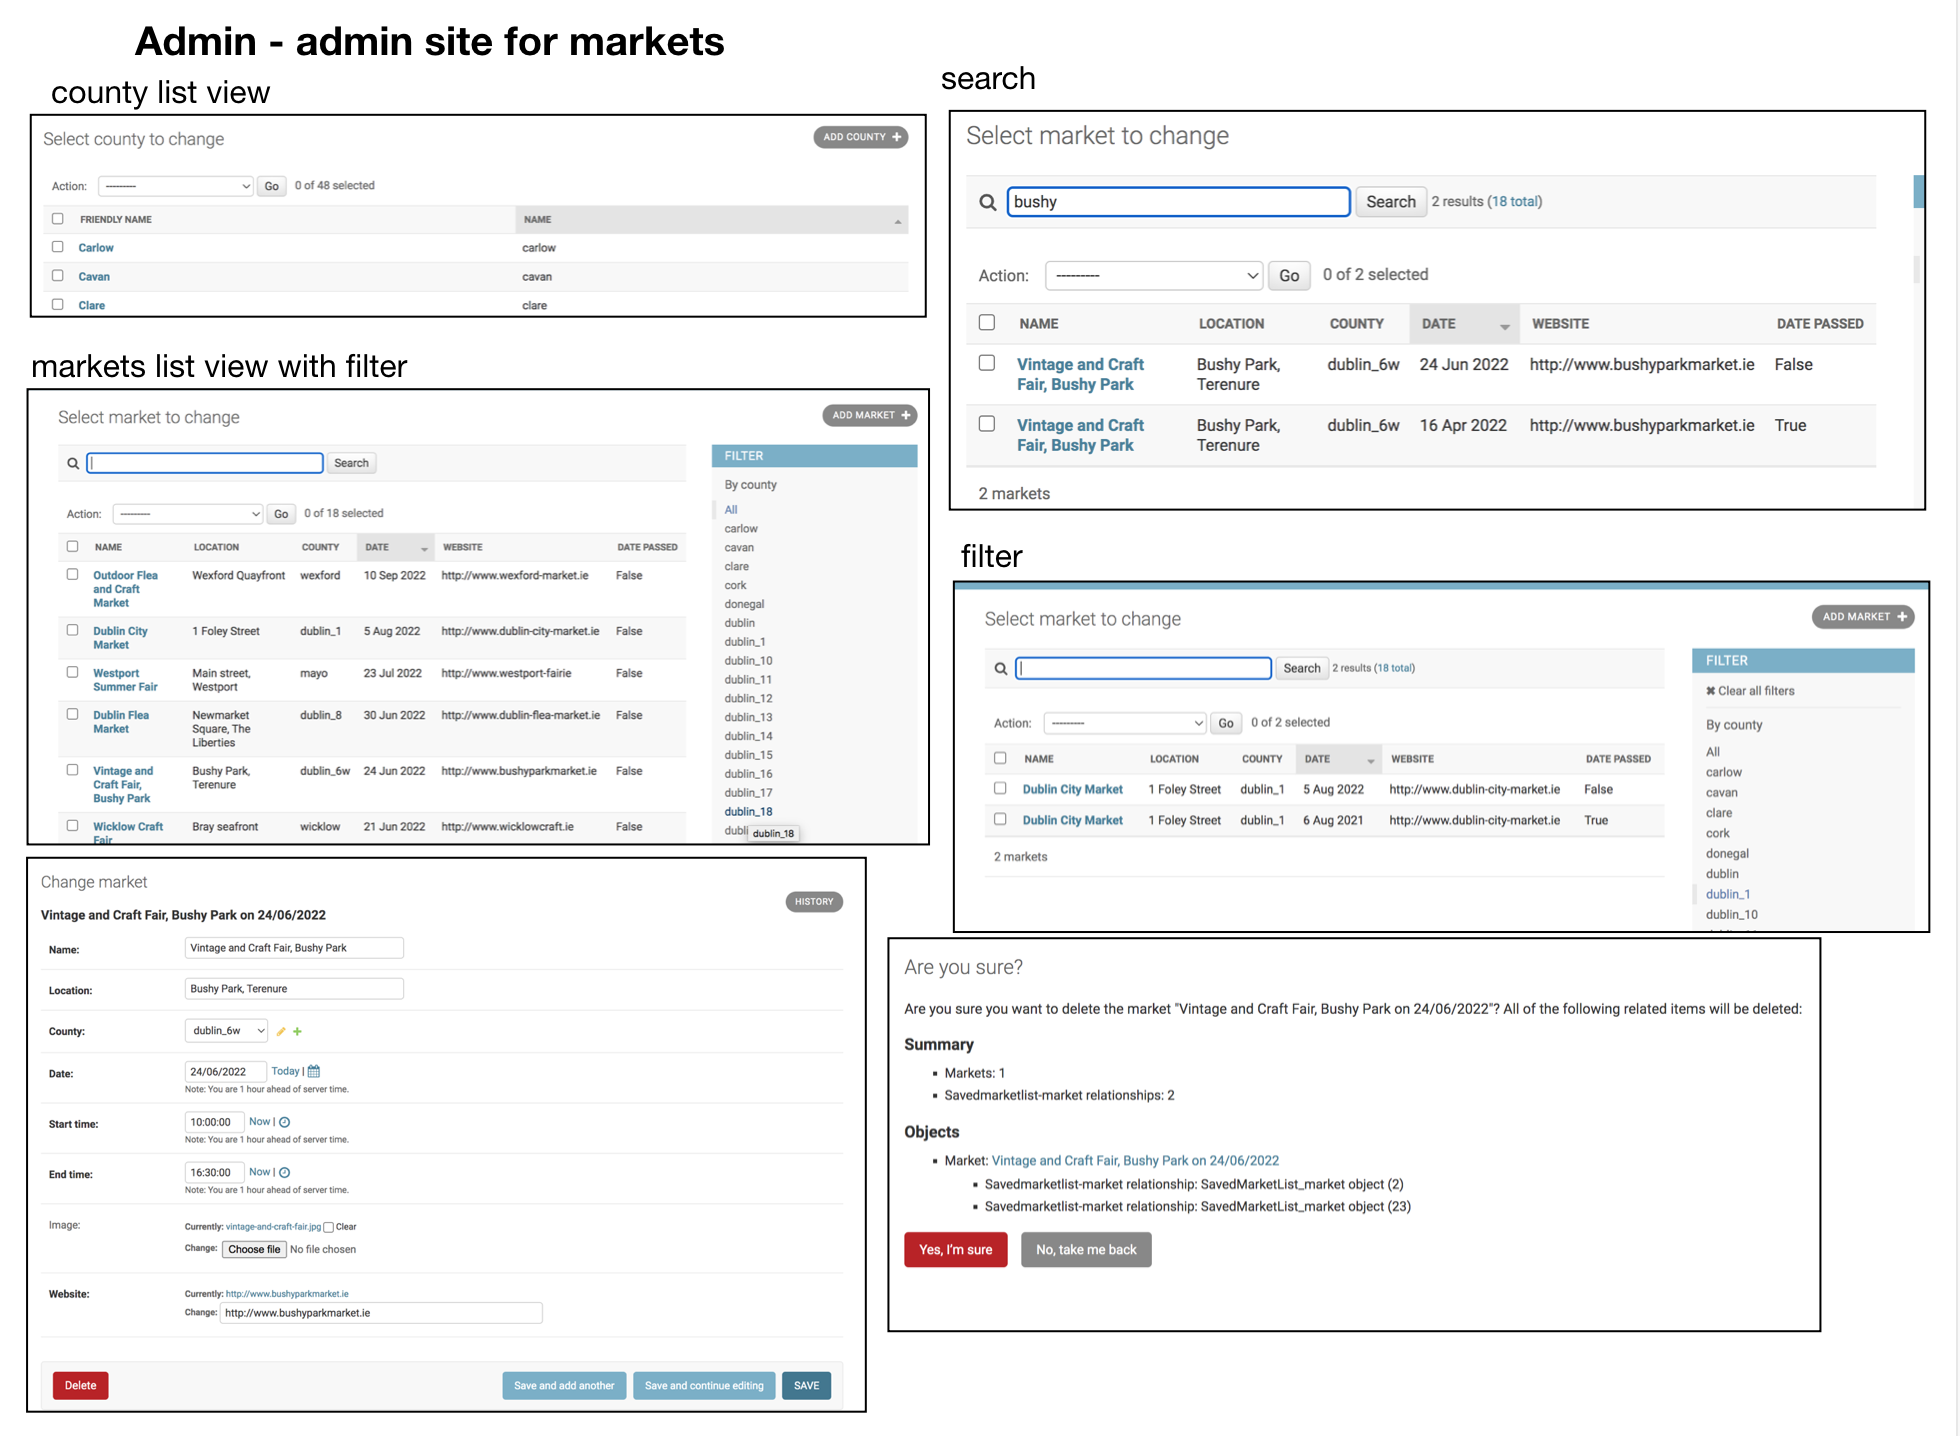 Admin - admin site for markets
county list view
Select county to change
ADD COUNTY +
Action: --------- Go 0 of 48 selected
FRIENDLY NAME NAME
Carlow carlow
Cavan cavan
Clare clare
markets list view with filter
Select market to change
ADD MARKET +
Search
Action: --------- Go 0 of 18 selected
NAME LOCATION COUNTY DATE WEBSITE DATE PASSED
Outdoor Flea and Craft Market Wexford Quayfront wexford 10 Sep 2022 http://www.wexford-market.ie False
Dublin City Market 1 Foley Street dublin_1 5 Aug 2022 http://www.dublin-city-market.ie False
Westport Summer Fair Main street, Westport mayo 23 Jul 2022 http://www.westport-fairie False
Dublin Flea Market Newmarket Square, The Liberties dublin_8 30 Jun 2022 http://www.dublin-flea-market.ie False
Vintage and Craft Fair, Bushy Park Bushy Park, Terenure dublin_6w 24 Jun 2022 http://www.bushyparkmarket.ie False
Wicklow Craft Fair Bray seafront wicklow 21 Jun 2022 http://www.wicklowcraft.ie False
FILTER
By county
All
carlow
cavan
clare
cork
donegal
dublin
dublin_1
dublin_10
dublin_11
dublin_12
dublin_13
dublin_14
dublin_15
dublin_16
dublin_17
dublin_18
dubli dublin_18
Change market
HISTORY
Vintage and Craft Fair, Bushy Park on 24/06/2022
Name: Vintage and Craft Fair, Bushy Park
Location: Bushy Park, Terenure
County: dublin_6w
Date: 24/06/2022 Today |
Note: You are 1 hour ahead of server time.
Start time: 10:00:00 Now |
Note: You are 1 hour ahead of server time.
End time: 16:30:00 Now |
Note: You are 1 hour ahead of server time.
Image: Currently: vintage-and-craft-fair.jpg Clear
Change: Choose file No file chosen
Website: Currently: http://www.bushyparkmarket.ie
Change: http://www.bushyparkmarket.ie
Delete Save and add another Save and continue editing SAVE
search
Select market to change
bushy Search 2 results (18 total)
Action: --------- Go 0 of 2 selected
NAME LOCATION COUNTY DATE WEBSITE DATE PASSED
Vintage and Craft Fair, Bushy Park Bushy Park, Terenure dublin_6w 24 Jun 2022 http://www.bushyparkmarket.ie False
Vintage and Craft Fair, Bushy Park Bushy Park, Terenure dublin_6w 16 Apr 2022 http://www.bushyparkmarket.ie True
2 markets
filter
Select market to change
ADD MARKET +
Search 2 results (18 total)
Action: --------- Go 0 of 2 selected
NAME LOCATION COUNTY DATE WEBSITE DATE PASSED
Dublin City Market 1 Foley Street dublin_1 5 Aug 2022 http://www.dublin-city-market.ie False
Dublin City Market 1 Foley Street dublin_1 6 Aug 2021 http://www.dublin-city-market.ie True
2 markets
FILTER
✖ Clear all filters
By county
All
carlow
cavan
clare
cork
donegal
dublin
dublin_1
dublin_10
Are you sure?
Are you sure you want to delete the market "Vintage and Craft Fair, Bushy Park on 24/06/2022"? All of the following related items will be deleted:
Summary
▪ Markets: 1
▪ Savedmarketlist-market relationships: 2
Objects
▪ Market: Vintage and Craft Fair, Bushy Park on 24/06/2022
▪ Savedmarketlist-market relationship: SavedMarketList_market object (2)
▪ Savedmarketlist-market relationship: SavedMarketList_market object (23)
Yes, I'm sure No, take me back